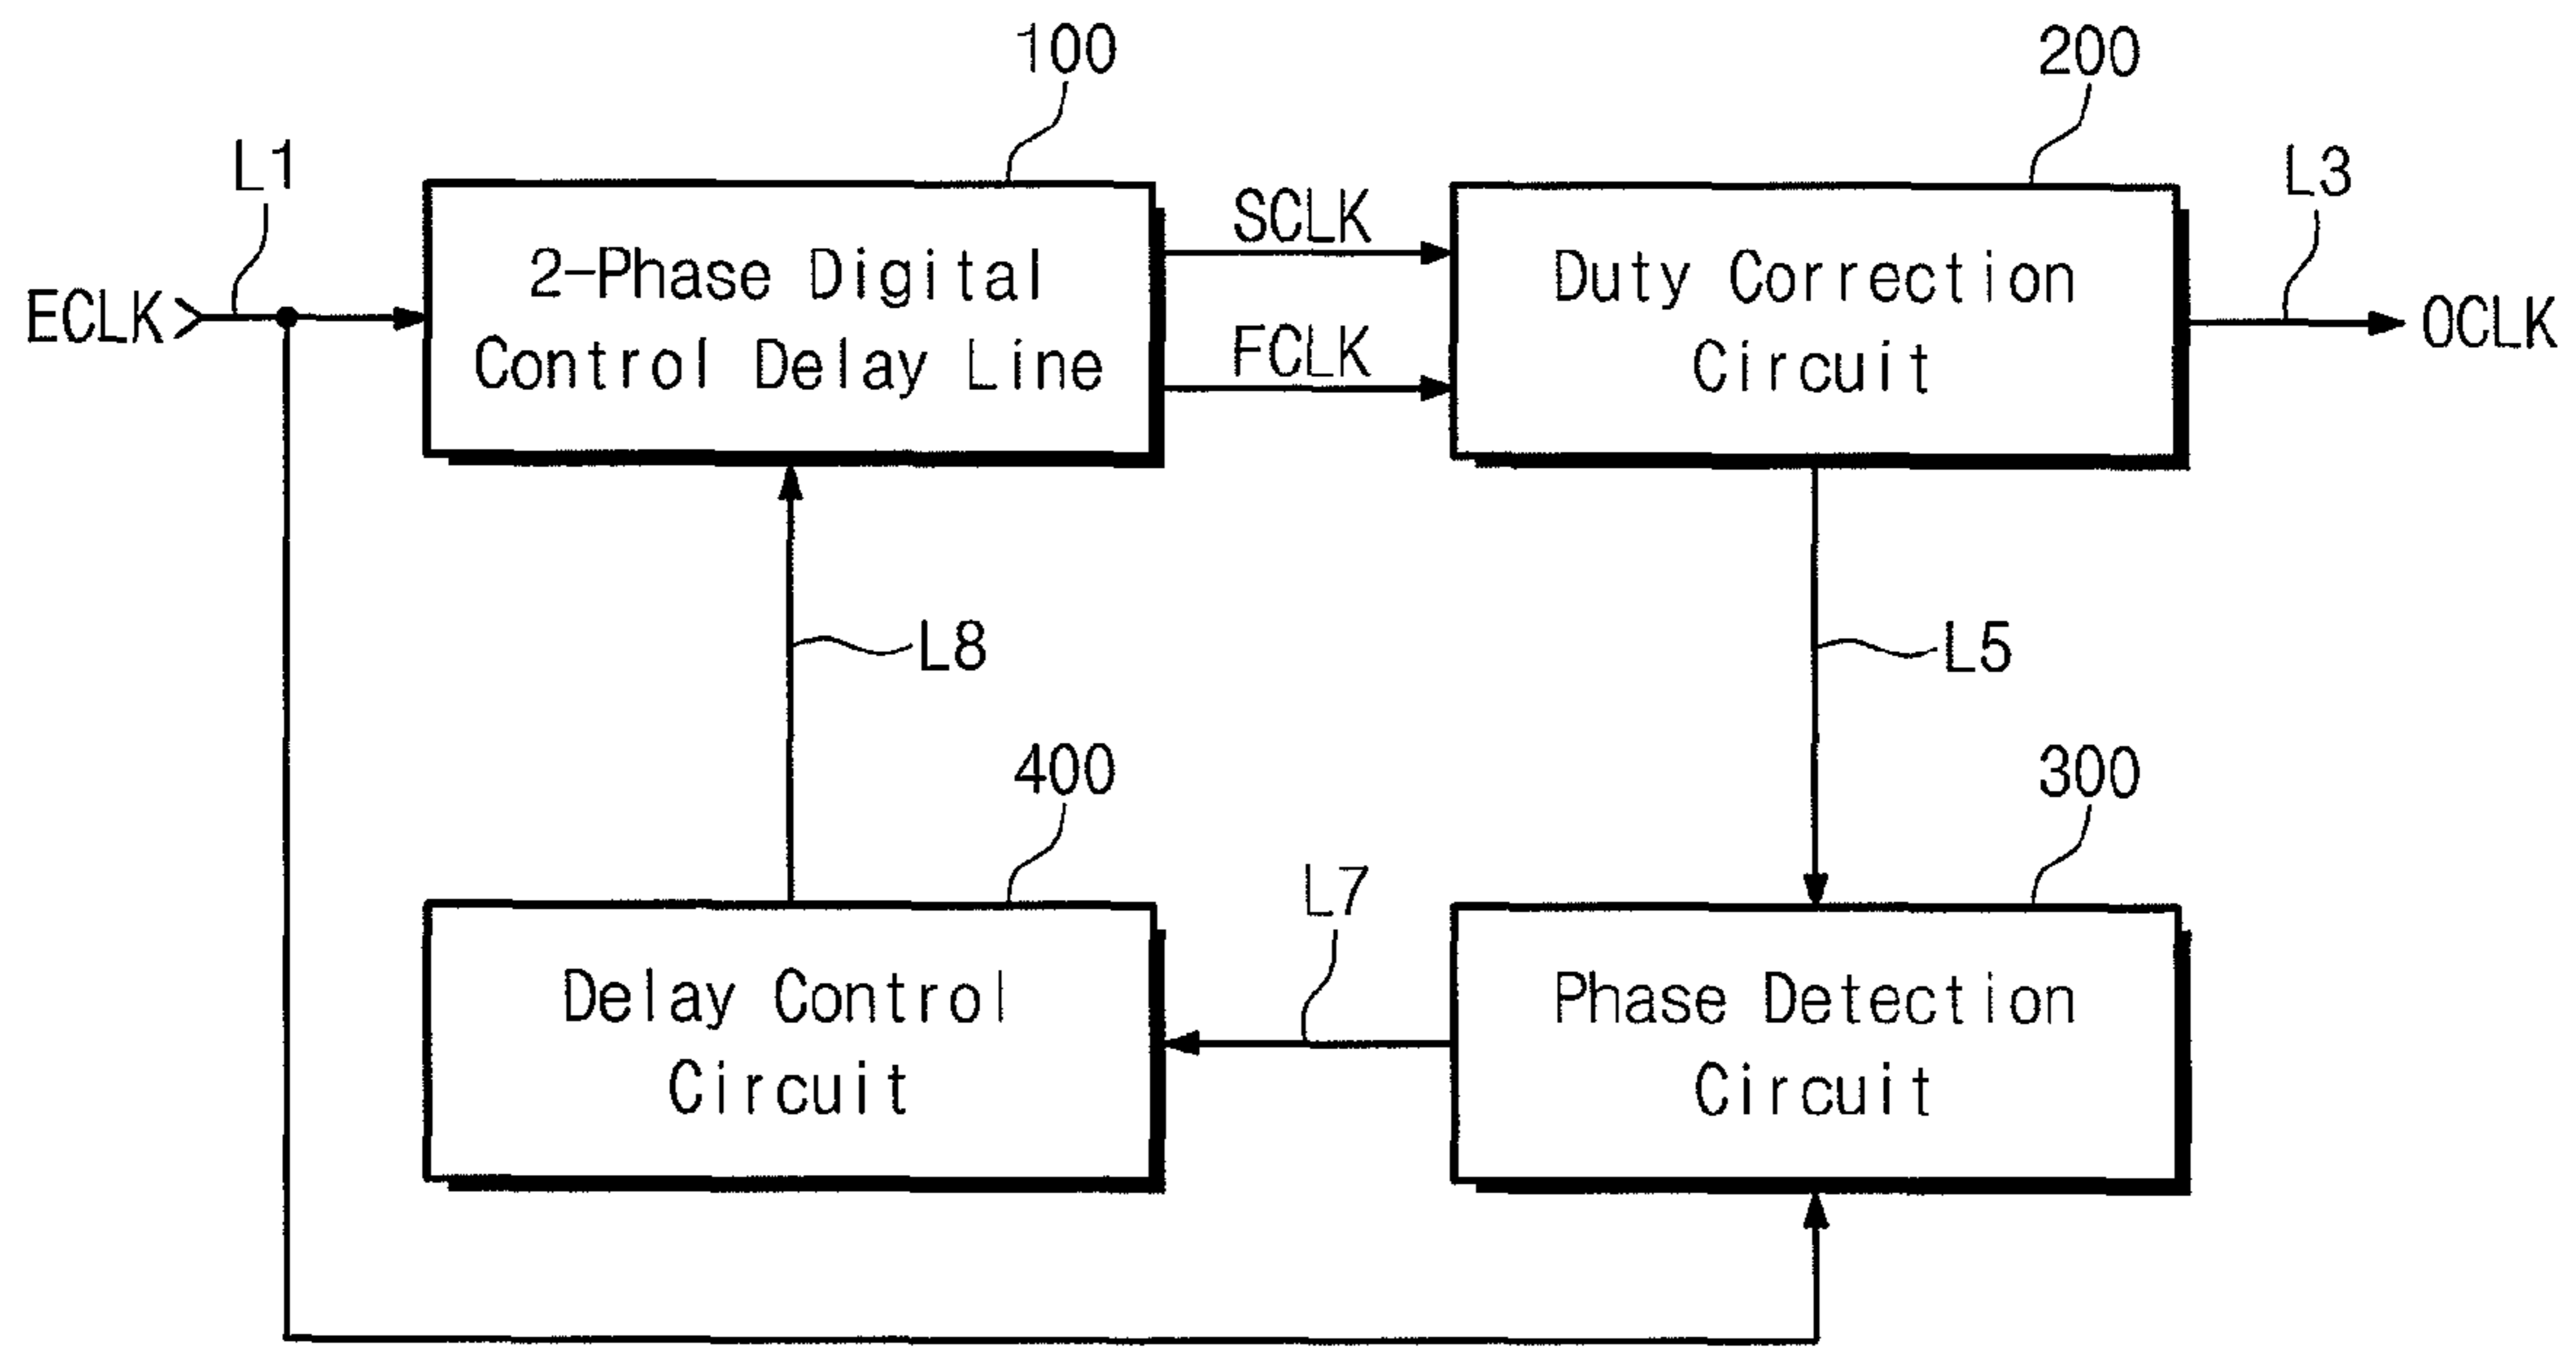 100
200
L1
L3
SCLK
2-Phase Digital
Control Delay Line
Duty Correction
Circuit
ECLK
FCLK
OCLK
L8
L5
400
300
L7
Delay Control
Circuit
Phase Detection
Circuit